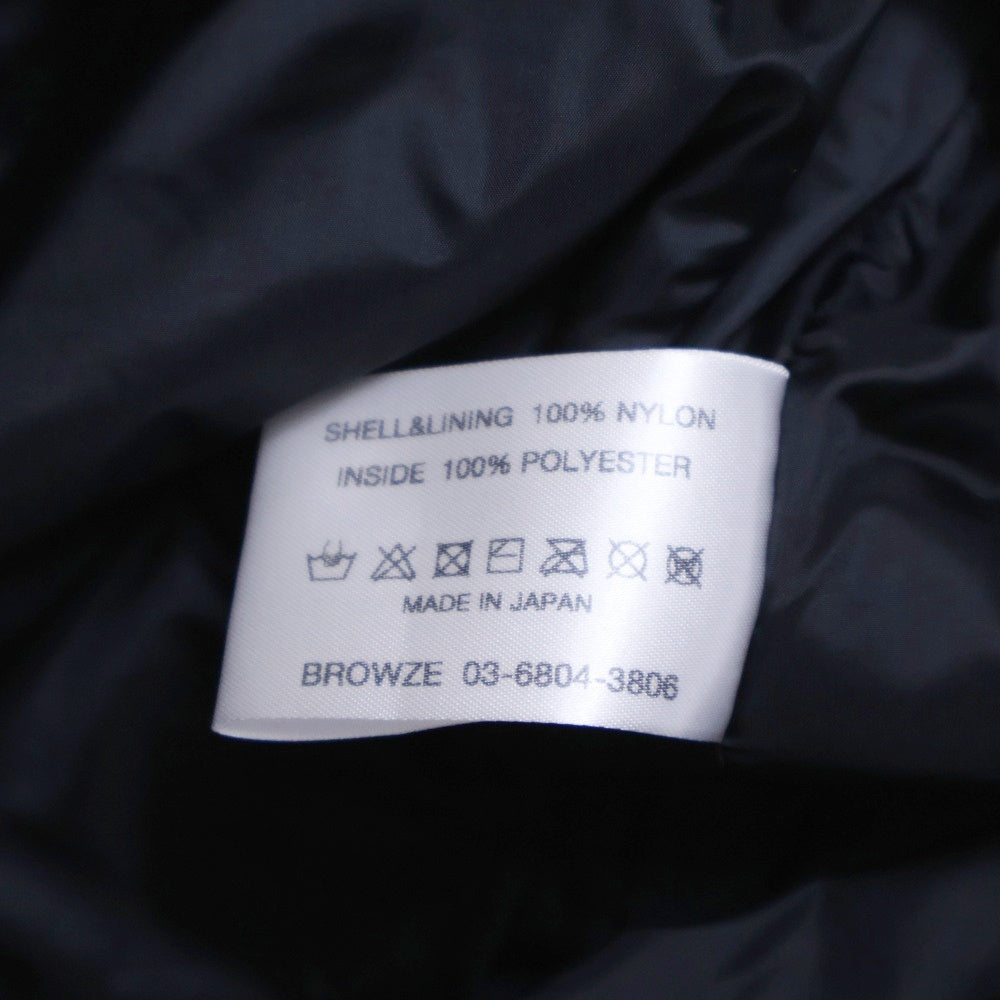 SHELL&LINING 100% NYLON
INSIDE 100% POLYESTER
MADE IN JAPAN
BROWZE 03-6804-3806